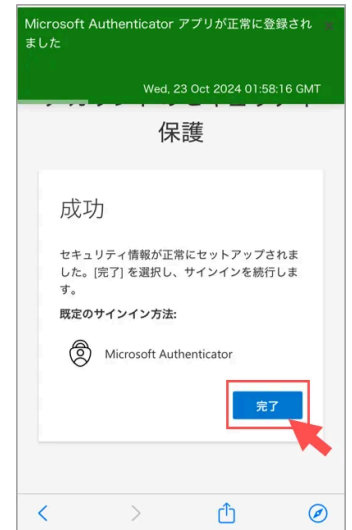 Microsoft Authenticator アプリが正常に登録され
ました
Wed, 23 Oct 2024 01:58:16 GMT
保護
成功
セキュリティ情報が正常にセットアップされま
した。[完了] を選択し、サインインを続行しま
す。
既定のサインイン方法:
Microsoft Authenticator
完了